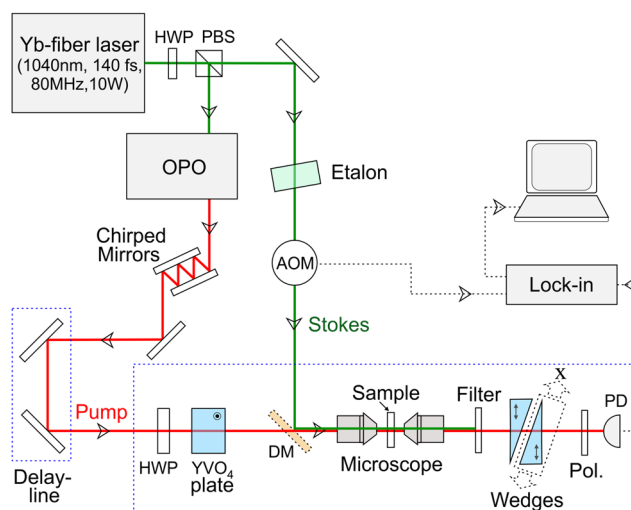 Yb-fiber laser
(1040nm, 140 fs,
80MHz,10W)
HWP
PBS
OPO
Etalon
Chirped
Mirrors
AOM
Lock-in
Stokes
Pump
Sample
Filter
X
PD
HWP
YVO₄
plate
DM
Microscope
Pol.
Delay-
line
Wedges